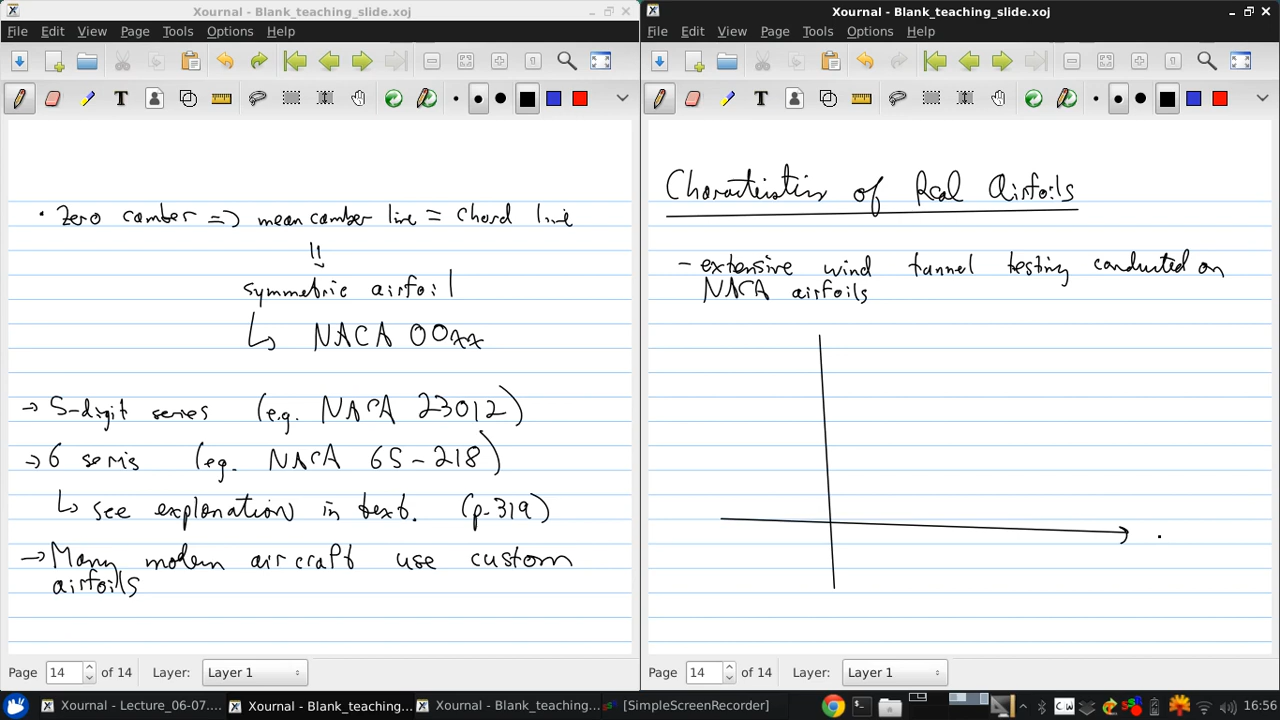 Xournal - Blank_teaching_slide.xoj
File Edit View Page Tools Options Help
· Zero camber => mean camber line = chord line
symmetric airfoil
↳ NACA 00xx
→ 5-digit series (e.g. NACA 23012)
→ 6 series (eg. NACA 65-218)
↳ see explanation in text. (p.319)
→ Many modern aircraft use custom
airfoils
Page 14 of 14 Layer: Layer 1
Xournal - Blank_teaching_slide.xoj
File Edit View Page Tools Options Help
Characteristics of Real Airfoils
- extensive wind tunnel testing conducted on
NACA airfoils
Page 14 of 14 Layer: Layer 1
Xournal - Lecture_06-07.... Xournal - Blank_teaching.... Xournal - Blank_teaching.... [SimpleScreenRecorder] 16:56